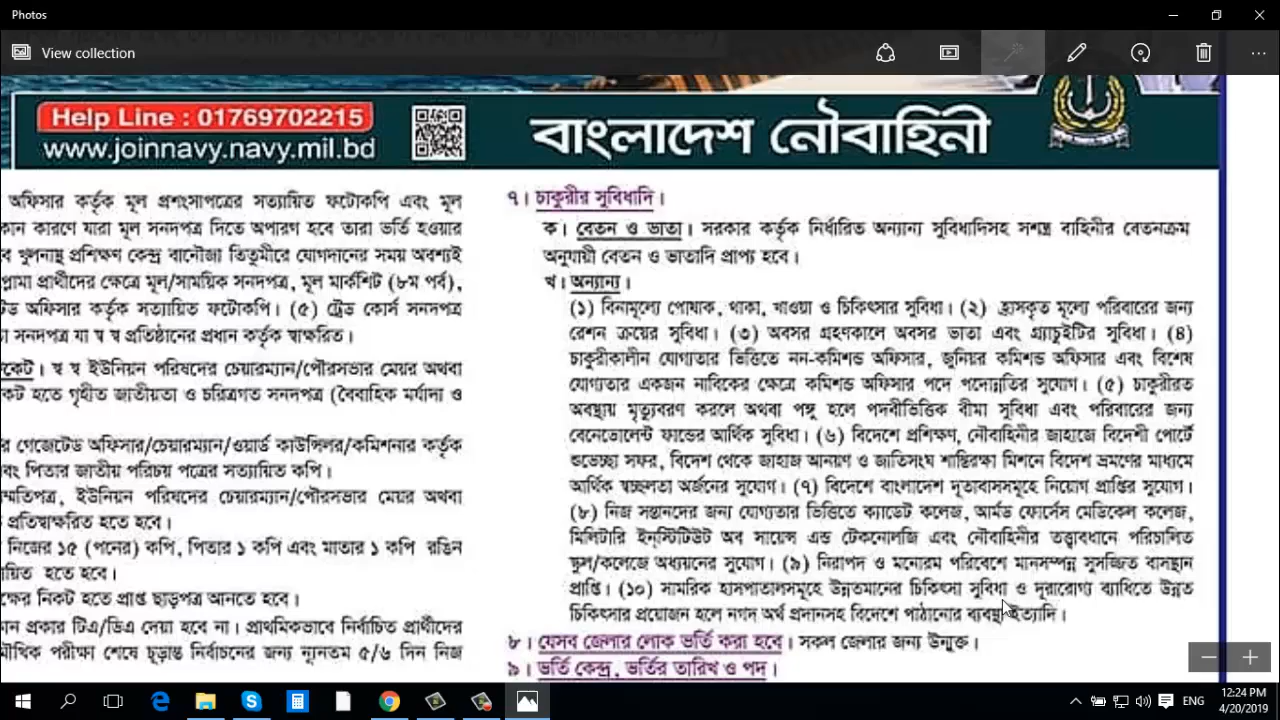 Photos
View collection
Help Line : 01769702215
www.joinnavy.navy.mil.bd
বাংলাদেশ নৌবাহিনী
অফিসার কর্তৃক মূল প্রশংসাপত্রের সত্যায়িত ফটোকপি এবং মূল
কারণে যারা মূল সনদপত্র দিতে অপারগ হবে তারা ভর্তি হওয়ার
খুলনাস্থ প্রশিক্ষণ কেন্দ্র বানৌজা তিতুমীরে যোগদানের সময় অবশ্যই
প্রার্থীদের ক্ষেত্রে মূল/সাময়িক সনদপত্র, মূল মার্কশিট (৮ম পর্ব),
অফিসার কর্তৃক সত্যায়িত ফটোকপি। (৫) ট্রেড কোর্স সনদপত্র
সনদপত্র যা স্ব স্ব প্রতিষ্ঠানের প্রধান কর্তৃক স্বাক্ষরিত।
স্ব স্ব ইউনিয়ন পরিষদের চেয়ারম্যান/পৌরসভার মেয়র অথবা
হতে গৃহীত জাতীয়তা ও চরিত্রগত সনদপত্র (বৈবাহিক মর্যাদা ও
গেজেটেড অফিসার/চেয়ারম্যান/ওয়ার্ড কাউন্সিলর/কমিশনার কর্তৃক
পিতার জাতীয় পরিচয় পত্রের সত্যায়িত কপি।
ইউনিয়ন পরিষদের চেয়ারম্যান/পৌরসভার মেয়র অথবা
প্রতিস্বাক্ষরিত হতে হবে।
নিজের ১৫ (পনের) কপি, পিতার ১ কপি এবং মাতার ১ কপি রঙিন
হতে হবে।
নিকট হতে প্রাপ্ত ছাড়পত্র আনতে হবে।
প্রকার টিএ/ডিএ দেয়া হবে না। প্রাথমিকভাবে নির্বাচিত প্রার্থীদের
পরীক্ষা শেষে চূড়ান্ত নির্বাচনের জন্য ন্যূনতম ৫/৬ দিন নিজ
৭। চাকুরীর সুবিধাদি।
ক। বেতন ও ভাতা। সরকার কর্তৃক নির্ধারিত অন্যান্য সুবিধাদিসহ সশস্ত্র বাহিনীর বেতনক্রম
অনুযায়ী বেতন ও ভাতাদি প্রাপ্য হবে।
খ। অন্যান্য।
(১) বিনামূল্যে পোষাক, থাকা, খাওয়া ও চিকিৎসার সুবিধা। (২) হ্রাসকৃত মূল্যে পরিবারের জন্য
রেশন ক্রয়ের সুবিধা। (৩) অবসর গ্রহণকালে অবসর ভাতা এবং গ্র্যাচুইটির সুবিধা। (৪)
চাকুরীকালীন যোগ্যতার ভিত্তিতে নন-কমিশন্ড অফিসার, জুনিয়র কমিশন্ড অফিসার এবং বিশেষ
যোগ্যতার একজন নাবিকের ক্ষেত্রে কমিশন্ড অফিসার পদে পদোন্নতির সুযোগ। (৫) চাকুরীরত
অবস্থায় মৃত্যুবরণ করলে অথবা পঙ্গু হলে পদবীভিত্তিক বীমা সুবিধা এবং পরিবারের জন্য
বেনেভোলেন্ট ফান্ডের আর্থিক সুবিধা। (৬) বিদেশে প্রশিক্ষণ, নৌবাহিনীর জাহাজে বিদেশী পোর্টে
শুভেচ্ছা সফর, বিদেশ থেকে জাহাজ আনয়ণ ও জাতিসংঘ শান্তিরক্ষা মিশনে বিদেশ ভ্রমণের মাধ্যমে
আর্থিক স্বচ্ছলতা অর্জনের সুযোগ। (৭) বিদেশে বাংলাদেশ দূতাবাসসমূহে নিয়োগ প্রাপ্তির সুযোগ।
(৮) নিজ সন্তানদের জন্য যোগ্যতার ভিত্তিতে ক্যাডেট কলেজ, আর্মড ফোর্সেস মেডিকেল কলেজ,
মিলিটারি ইন্সটিটিউট অব সায়েন্স এন্ড টেকনোলজি এবং নৌবাহিনীর তত্ত্বাবধানে পরিচালিত
স্কুল/কলেজে অধ্যয়নের সুযোগ। (৯) নিরাপদ ও মনোরম পরিবেশে মানসম্পন্ন সুসজ্জিত বাসস্থান
প্রাপ্তি। (১০) সামরিক হাসপাতালসমূহে উন্নতমানের চিকিৎসা সুবিধা ও দূরারোগ্য ব্যাধিতে উন্নত
চিকিৎসার প্রয়োজন হলে নগদ অর্থ প্রদানসহ বিদেশে পাঠানোর ব্যবস্থা ইত্যাদি।
৮। যেসব জেলার লোক ভর্তি করা হবে। সকল জেলার জন্য উন্মুক্ত।
৯। ভর্তি কেন্দ্র, ভর্তির তারিখ ও পদ।
ENG
12:24 PM
4/20/2019